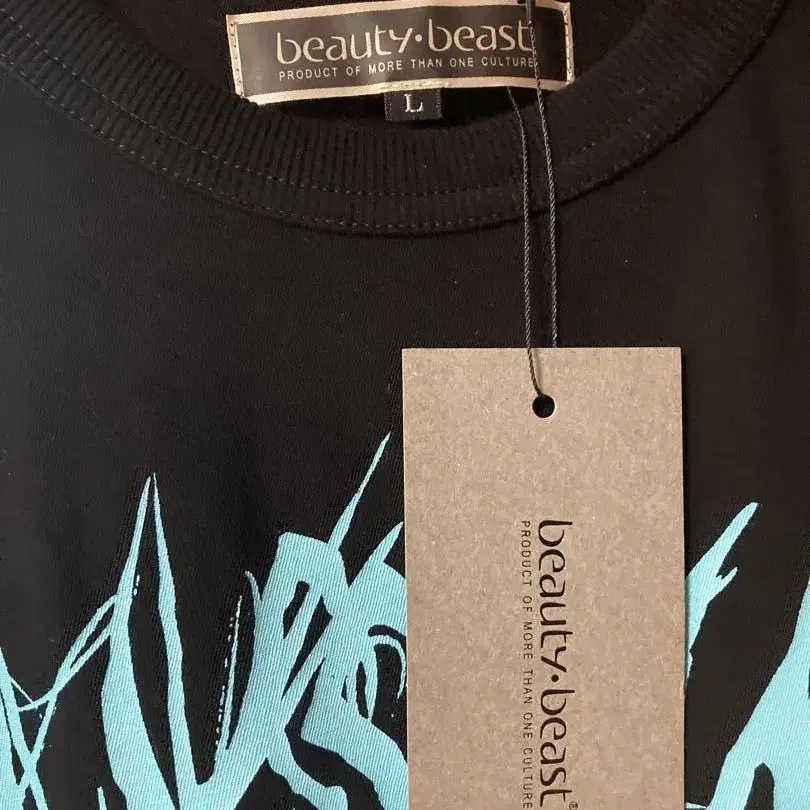 beauty·beast
PRODUCT OF MORE THAN ONE CULTURE
L
beauty·beast®
PRODUCT OF MORE THAN ONE CULTURE